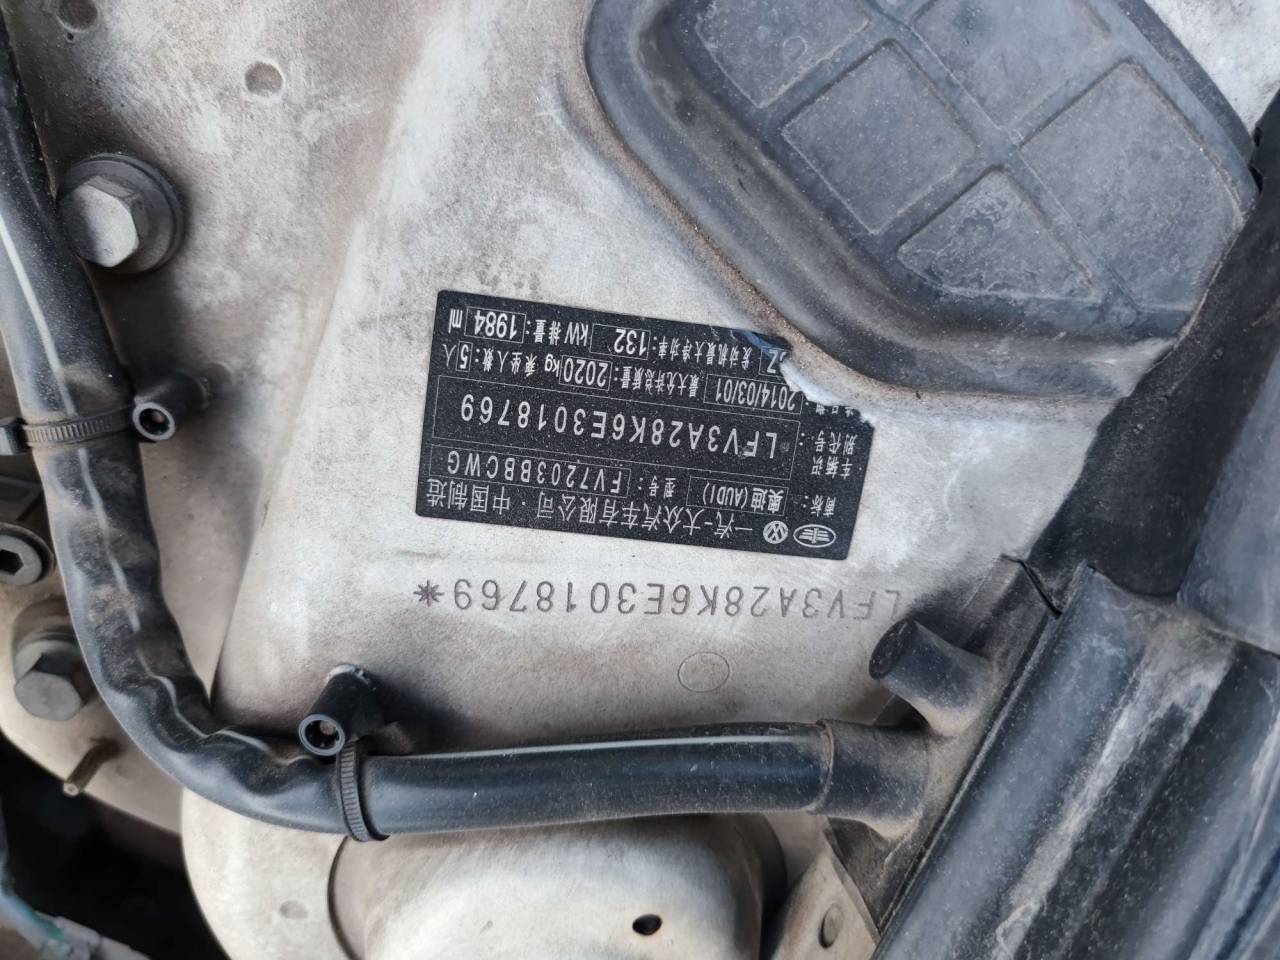 一汽-大众汽车有限公司·中国制造
商标: 奥迪(AUDI) 型号: FV7203BBCWG
车辆识别代号: LFV3A28K6E3018769
2014/03/01 最大允许总质量: 2020 kg 乘坐人数: 5 人
发动机最大净功率: 132 kW 排量: 1984 ml
LFV3A28K6E3018769*